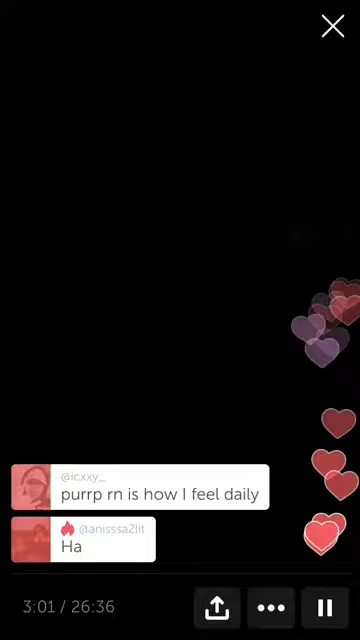 @icxxy_
purrp rn is how I feel daily
@anisssa2lit
Ha
3:01 / 26:36